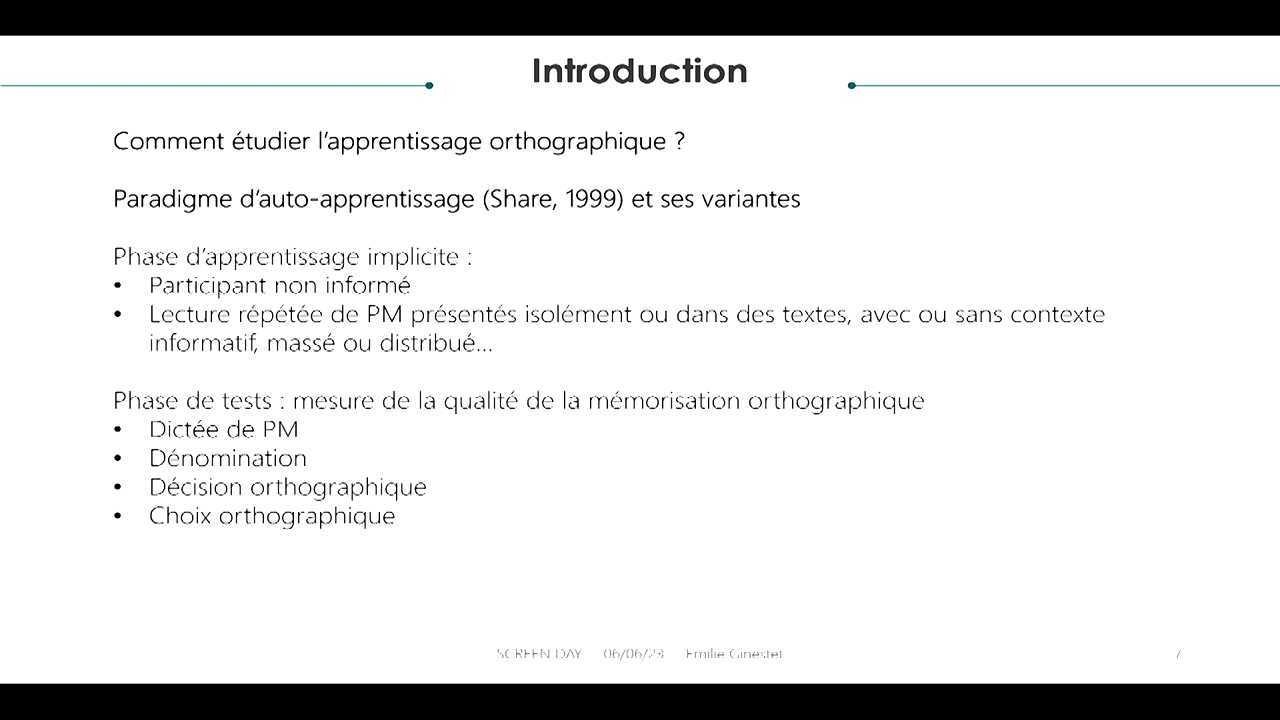 Introduction
Comment étudier l'apprentissage orthographique ?
Paradigme d'auto-apprentissage (Share, 1999) et ses variantes
Phase d'apprentissage implicite :
• Participant non informé
• Lecture répétée de PM présentés isolément ou dans des textes, avec ou sans contexte
informatif, massé ou distribué...
Phase de tests : mesure de la qualité de la mémorisation orthographique
• Dictée de PM
• Dénomination
• Décision orthographique
• Choix orthographique
SCREEN DAY 06/06/23 Emilie Ginestet 7